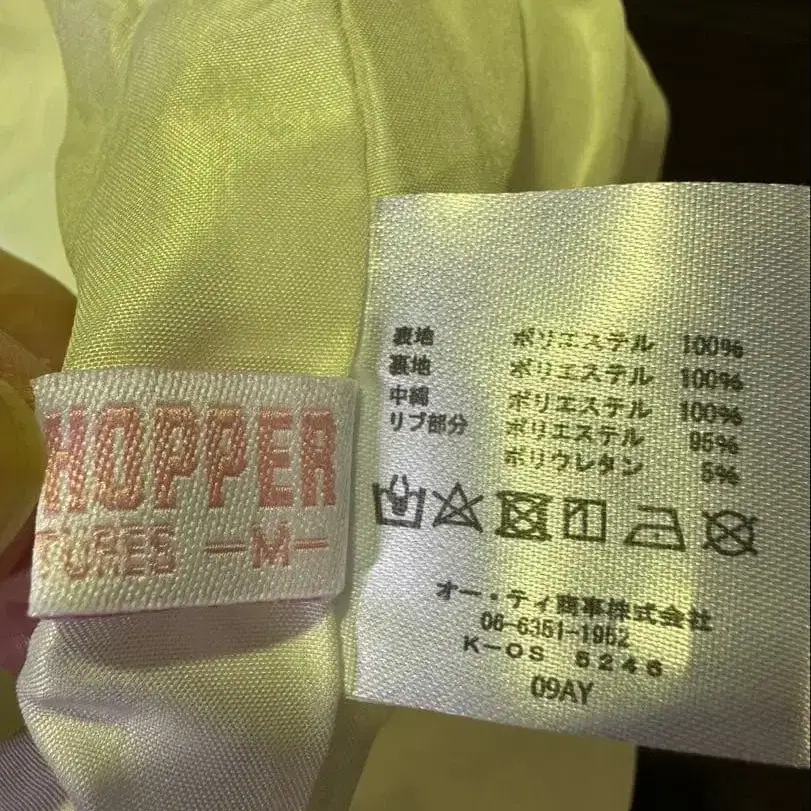 HOPPER
TURES -M-
表地 ポリエステル 100%
裏地 ポリエステル 100%
中綿 ポリエステル 100%
リブ部分 ポリエステル 95%
ポリウレタン 5%
オー・ティ商事株式会社
06-6351-1952
K-OS 5246
09AY